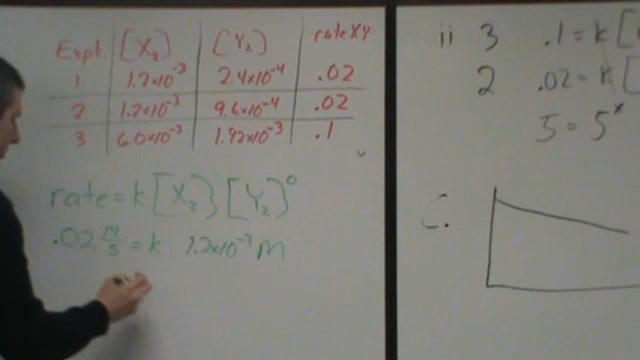 Expt. [X₂] [Y₂] rate XY
1 1.2×10⁻³ 2.4×10⁻⁴ .02
2 1.2×10⁻³ 9.6×10⁻⁴ .02
3 6.0×10⁻³ 1.92×10⁻³ .1
rate = k [X₂] [Y₂]⁰
.02 M/s = k 1.2×10⁻³ M
ii 3 .1 = k [
2 .02 = k [
5 = 5ˣ
C.